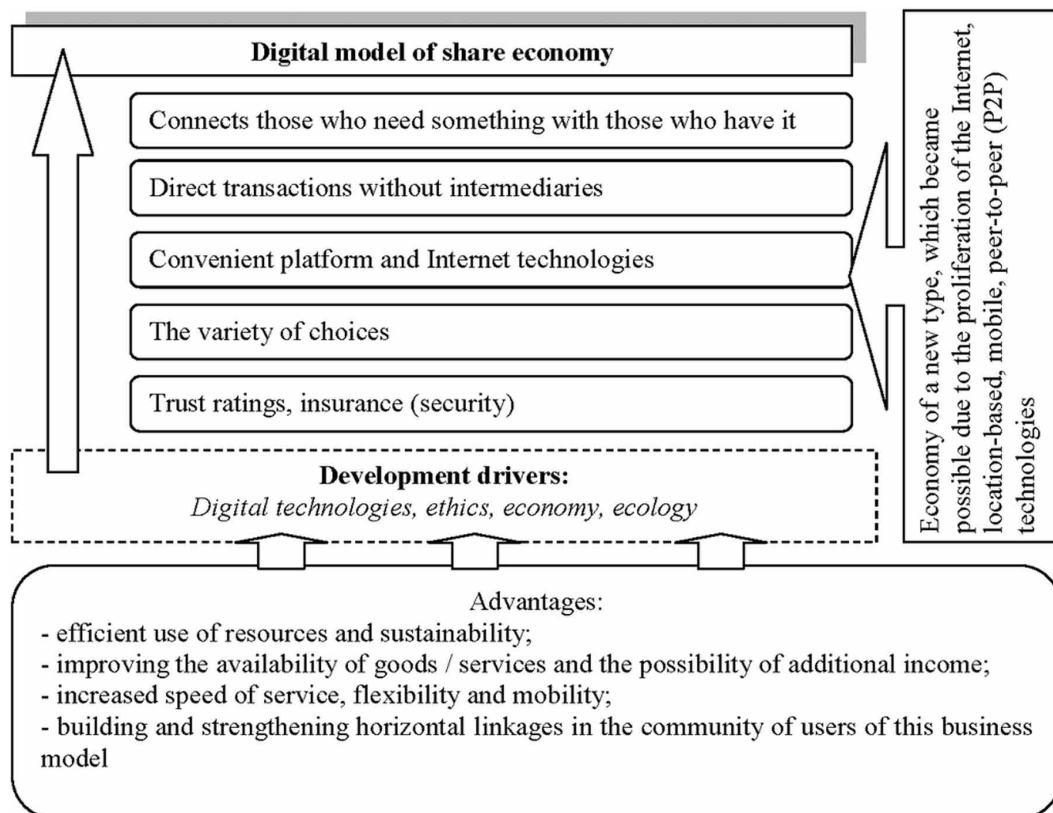 Digital model of share economy
Connects those who need something with those who have it
Direct transactions without intermediaries
Convenient platform and Internet technologies
The variety of choices
Trust ratings, insurance (security)
Development drivers:
Digital technologies, ethics, economy, ecology
Advantages:
- efficient use of resources and sustainability;
- improving the availability of goods / services and the possibility of additional income;
- increased speed of service, flexibility and mobility;
- building and strengthening horizontal linkages in the community of users of this business
model
Economy of a new type, which became
possible due to the proliferation of the Internet,
location-based, mobile, peer-to-peer (P2P)
technologies